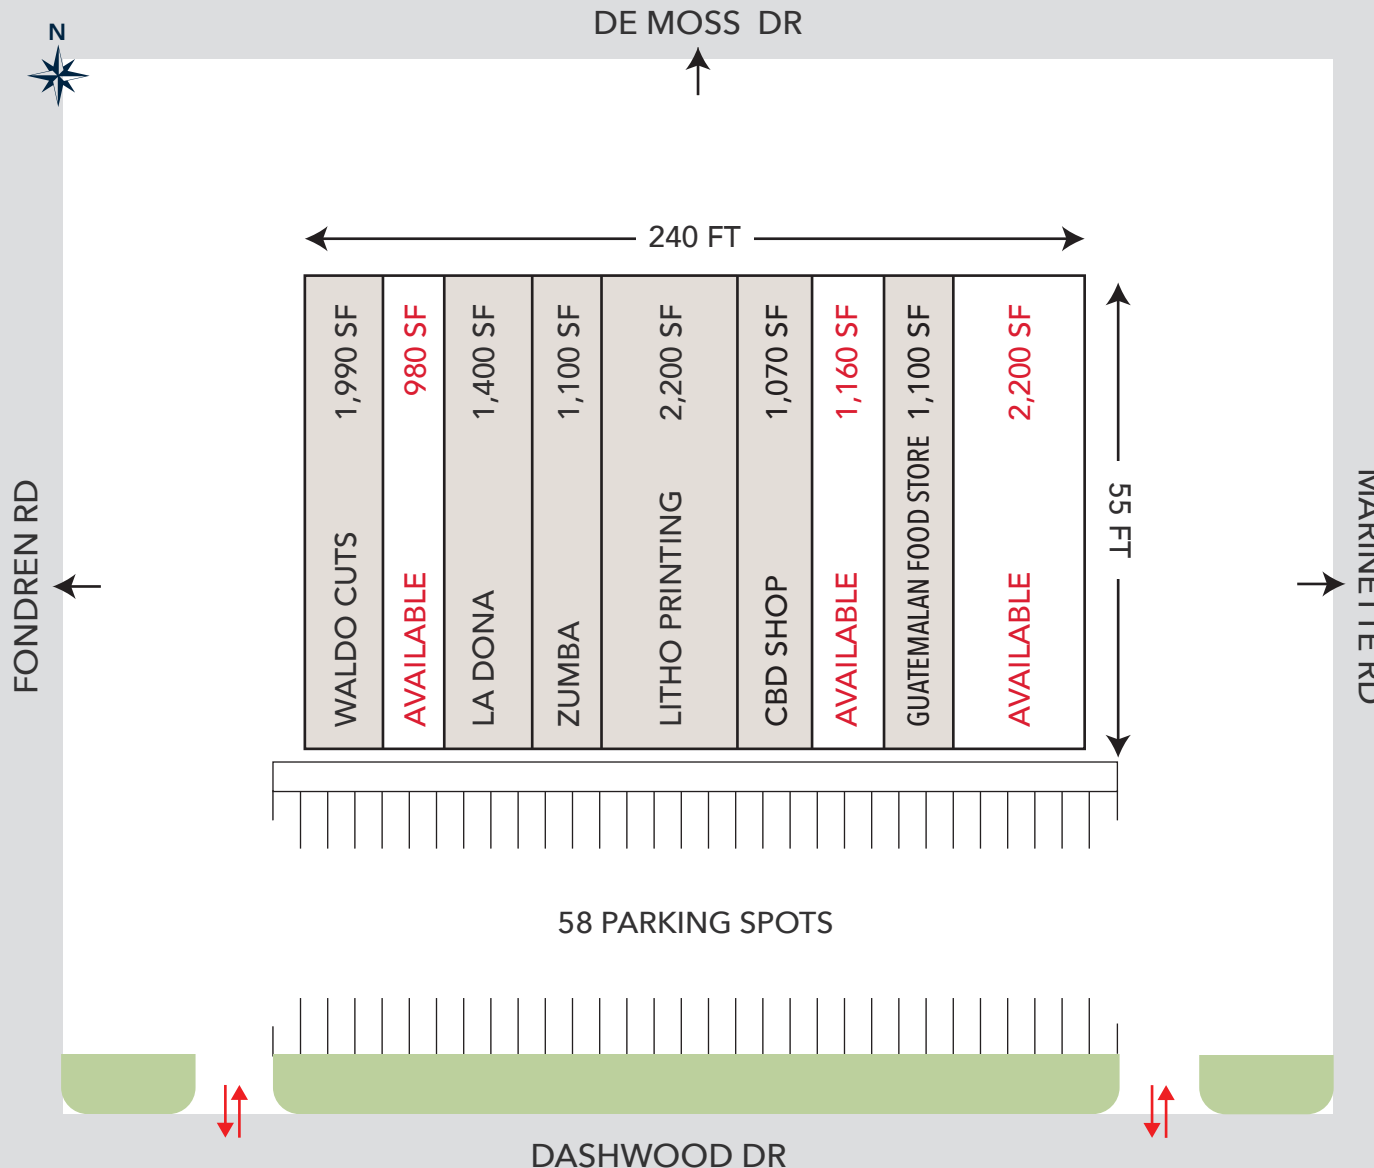 DE MOSS DR
N
240 FT
1,990 SF
WALDO CUTS
980 SF
AVAILABLE
1,400 SF
LA DONA
1,100 SF
ZUMBA
2,200 SF
LITHO PRINTING
1,070 SF
CBD SHOP
1,160 SF
AVAILABLE
1,100 SF
GUATEMALAN FOOD STORE
2,200 SF
AVAILABLE
55 FT
FONDREN RD
MARINETTE RD
58 PARKING SPOTS
DASHWOOD DR